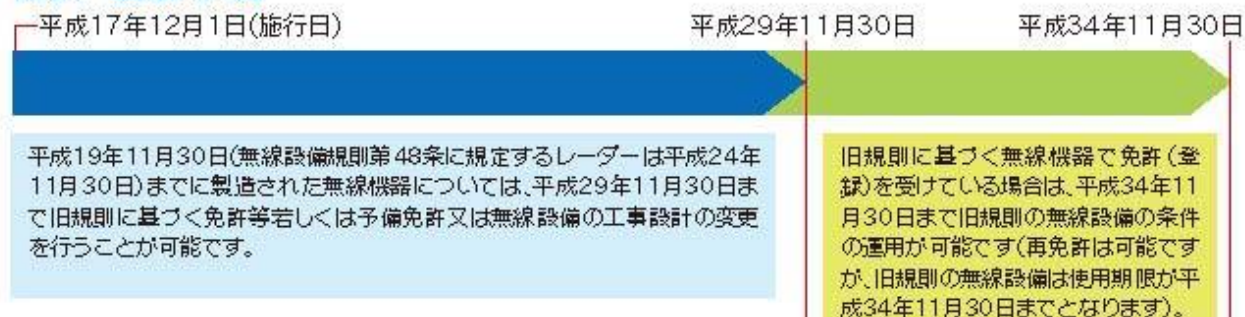 平成17年12月1日(施行日)
平成29年11月30日
平成34年11月30日
平成19年11月30日(無線設備規則第48条に規定するレーダーは平成24年
11月30日)までに製造された無線機器については、平成29年11月30日ま
で旧規則に基づく免許等若しくは予備免許又は無線設備の工事設計の変更
を行うことが可能です。
旧規則に基づく無線機器で免許(登
録)を受けている場合は、平成34年11
月30日まで旧規則の無線設備の条件
の運用が可能です(再免許は可能です
が、旧規則の無線設備は使用期限が平
成34年11月30日までとなります)。